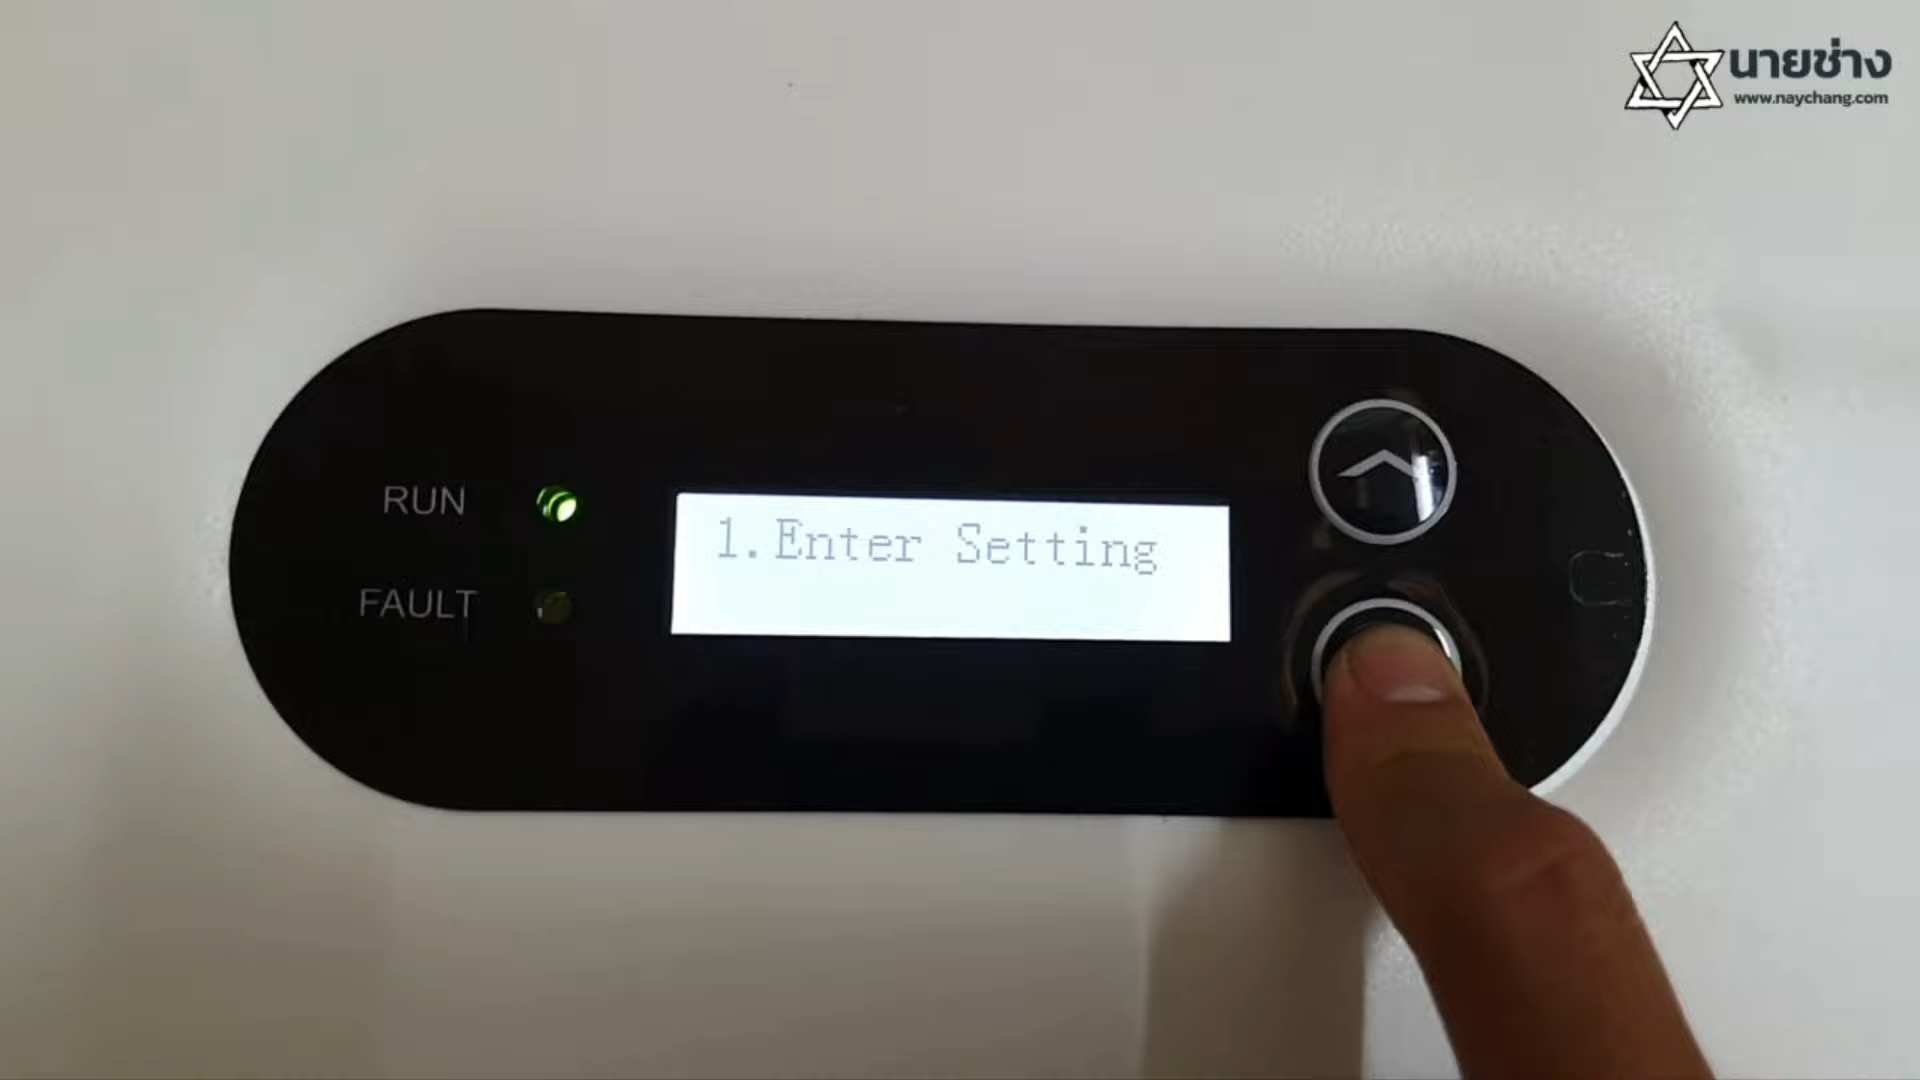 นายช่าง
www.naychang.com
RUN
FAULT
1.Enter Setting